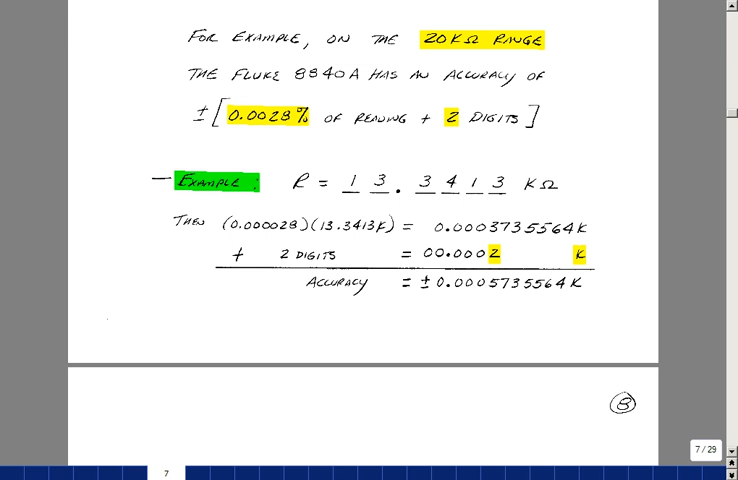 FOR EXAMPLE, ON THE 20KΩ RANGE
THE FLUKE 8840A HAS AN ACCURACY OF
± [ 0.0028% OF READING + 2 DIGITS ]
— EXAMPLE: R = 1 3 . 3 4 1 3 KΩ
THEN (0.000028)(13.3413K) = 0.0003735564K
+ 2 DIGITS = 00.0002 K
ACCURACY = ± 0.0005735564K
8
7 / 29
7